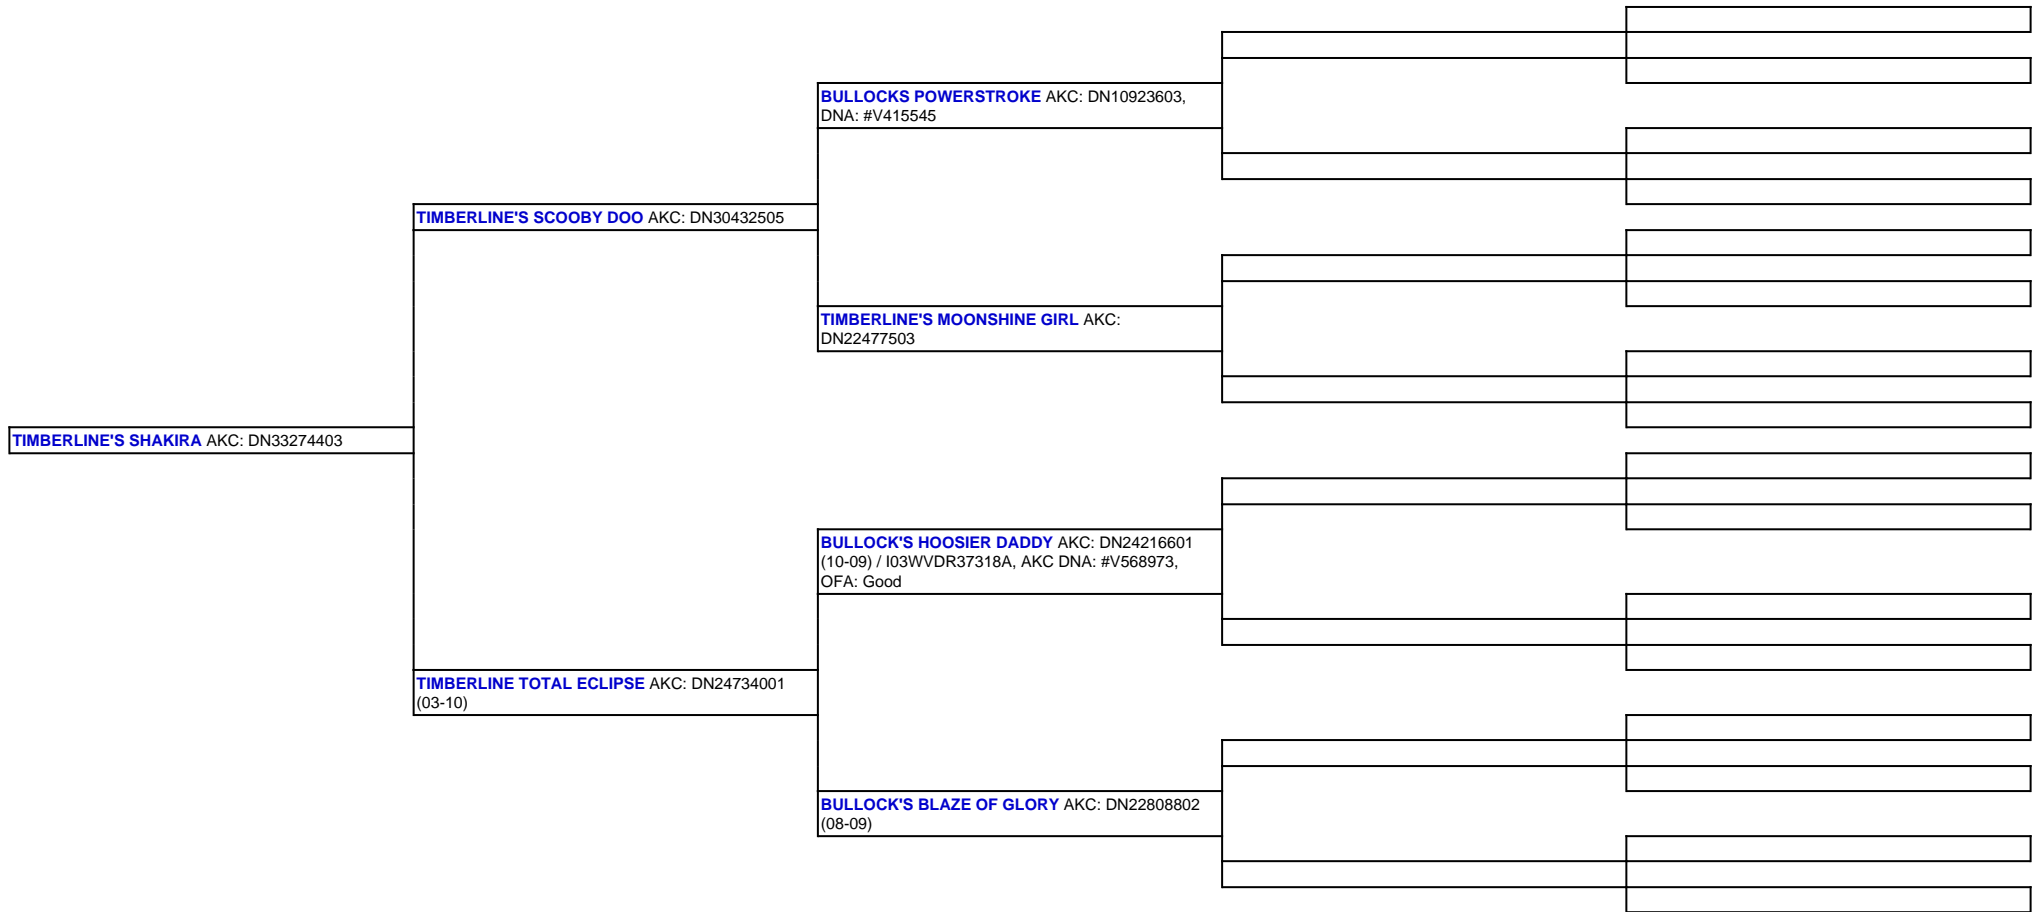 BULLOCKS POWERSTROKE AKC: DN10923603,
DNA: #V415545
TIMBERLINE'S SCOOBY DOO AKC: DN30432505
TIMBERLINE'S MOONSHINE GIRL AKC:
DN22477503
TIMBERLINE'S SHAKIRA AKC: DN33274403
BULLOCK'S HOOSIER DADDY AKC: DN24216601
(10-09) / I03WVDR37318A, AKC DNA: #V568973,
OFA: Good
TIMBERLINE TOTAL ECLIPSE AKC: DN24734001
(03-10)
BULLOCK'S BLAZE OF GLORY AKC: DN22808802
(08-09)